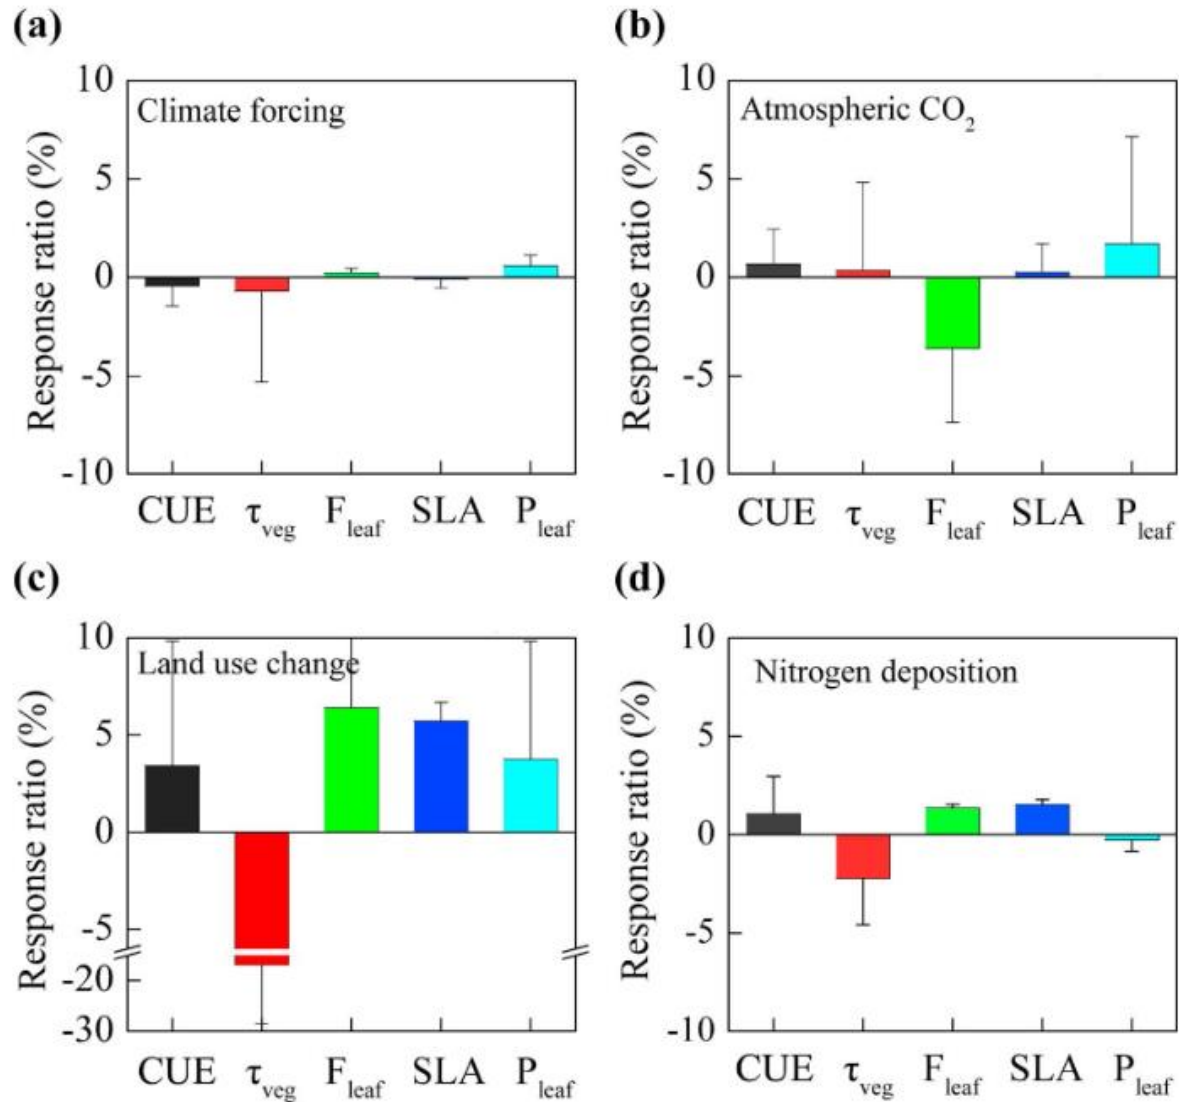 (a)
Climate forcing
Response ratio (%)
10
5
0
-5
-10
CUE τveg Fleaf SLA Pleaf
(b)
Atmospheric CO2
Response ratio (%)
10
5
0
-5
-10
CUE τveg Fleaf SLA Pleaf
(c)
Land use change
Response ratio (%)
10
5
0
-5
-20
-30
CUE τveg Fleaf SLA Pleaf
(d)
Nitrogen deposition
Response ratio (%)
10
5
0
-5
-10
CUE τveg Fleaf SLA Pleaf